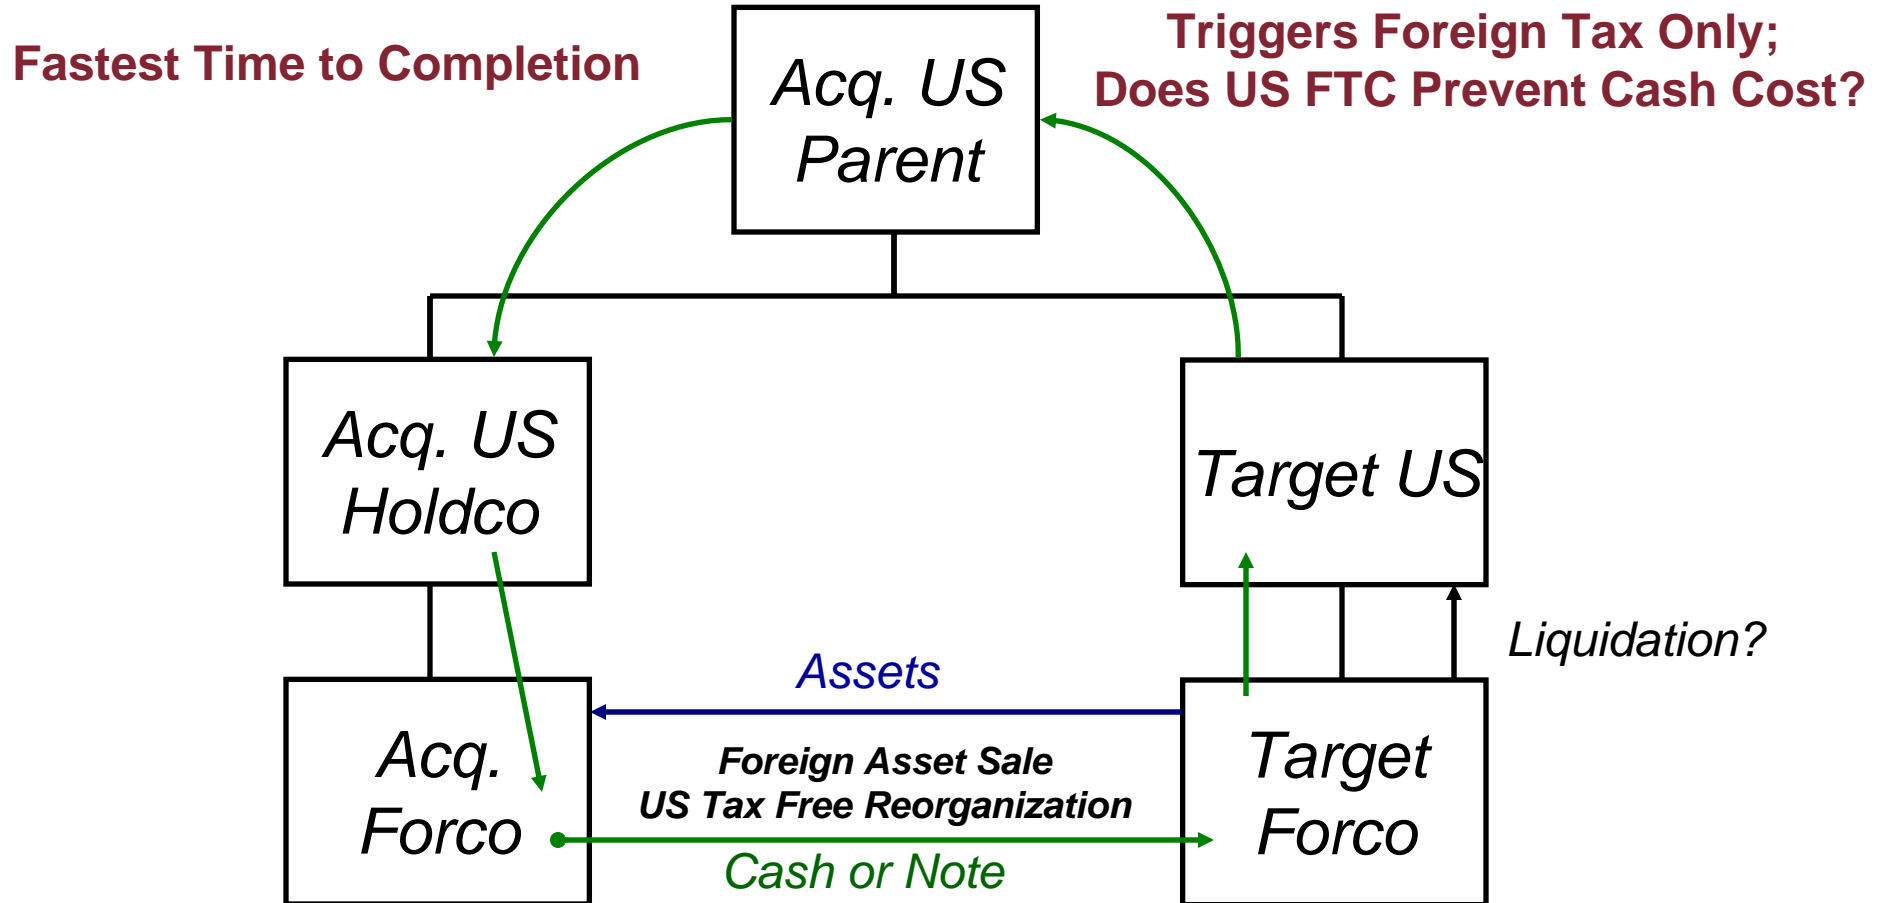 Fastest Time to Completion
Triggers Foreign Tax Only;
Does US FTC Prevent Cash Cost?
Acq. US
Parent
Acq. US
Holdco
Target US
Liquidation?
Assets
Acq.
Forco
Foreign Asset Sale
US Tax Free Reorganization
Cash or Note
Target
Forco